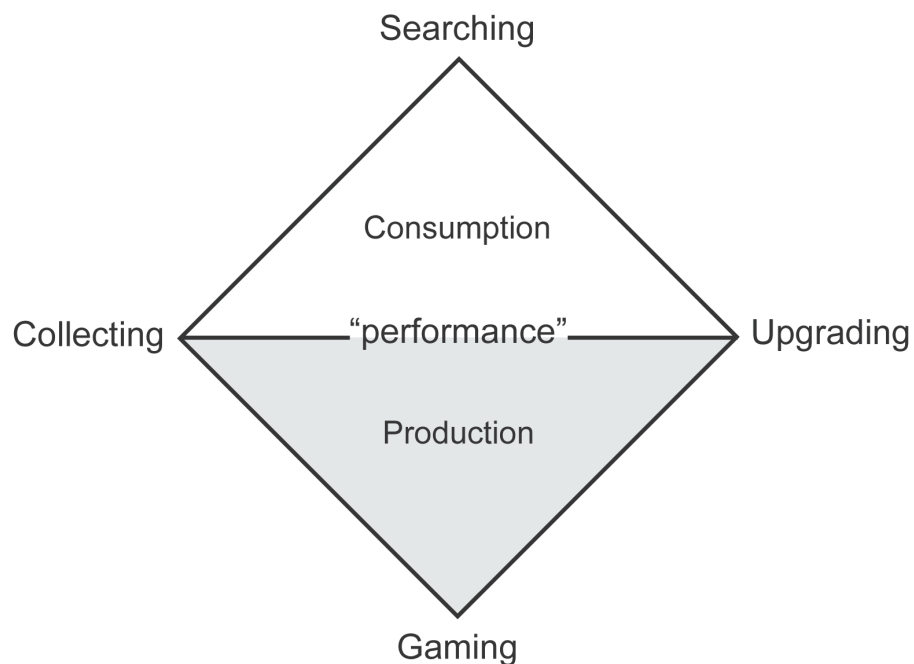 Searching
Consumption
Collecting “performance” Upgrading
Production
Gaming